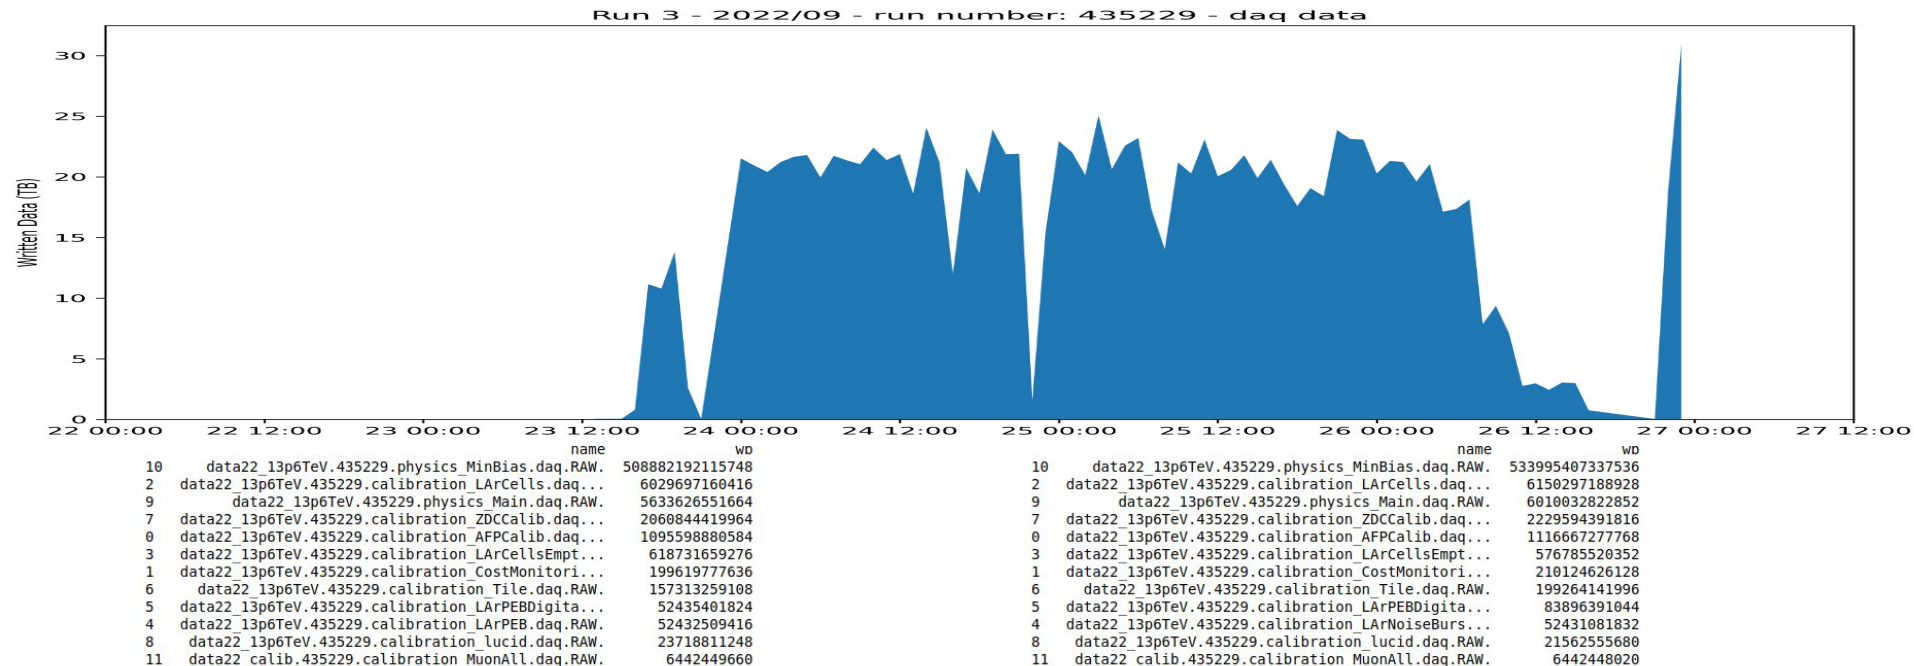 Run 3 - 2022/09 - run number: 435229 - daq data
Written Data (TB)
30
25
20
15
10
5
0
22 00:00 22 12:00 23 00:00 23 12:00 24 00:00 24 12:00 25 00:00 25 12:00 26 00:00 26 12:00 27 00:00 27 12:00
name wb
10 data22_13p6TeV.435229.physics_MinBias.daq.RAW. 508882192115748
2 data22_13p6TeV.435229.calibration_LArCells.daq... 6029697160416
9 data22_13p6TeV.435229.physics_Main.daq.RAW. 5633626551664
7 data22_13p6TeV.435229.calibration_ZDCCalib.daq... 2060844419964
0 data22_13p6TeV.435229.calibration_AFPCalib.daq... 1095598880584
3 data22_13p6TeV.435229.calibration_LArCellsEmpt... 618731659276
1 data22_13p6TeV.435229.calibration_CostMonitori... 199619777636
6 data22_13p6TeV.435229.calibration_Tile.daq.RAW. 157313259108
5 data22_13p6TeV.435229.calibration_LArPEBDigita... 52435401824
4 data22_13p6TeV.435229.calibration_LArPEB.daq.RAW. 52432509416
8 data22_13p6TeV.435229.calibration_lucid.daq.RAW. 23718811248
11 data22_calib.435229.calibration_MuonAll.daq.RAW. 6442449660
name wb
10 data22_13p6TeV.435229.physics_MinBias.daq.RAW. 533995407337536
2 data22_13p6TeV.435229.calibration_LArCells.daq... 6150297188928
9 data22_13p6TeV.435229.physics_Main.daq.RAW. 6010032822852
7 data22_13p6TeV.435229.calibration_ZDCCalib.daq... 2229594391816
0 data22_13p6TeV.435229.calibration_AFPCalib.daq... 1116667277768
3 data22_13p6TeV.435229.calibration_LArCellsEmpt... 576785520352
1 data22_13p6TeV.435229.calibration_CostMonitori... 210124626128
6 data22_13p6TeV.435229.calibration_Tile.daq.RAW. 199264141996
5 data22_13p6TeV.435229.calibration_LArPEBDigita... 83896391044
4 data22_13p6TeV.435229.calibration_LArNoiseBurs... 52431081832
8 data22_13p6TeV.435229.calibration_lucid.daq.RAW. 21562555680
11 data22_calib.435229.calibration_MuonAll.daq.RAW. 6442448020